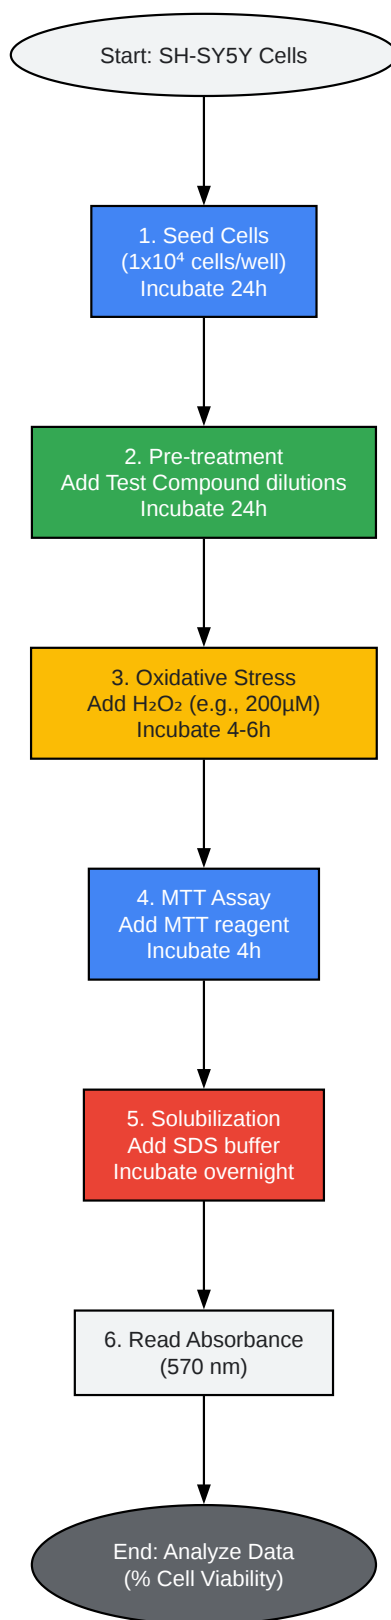 Start: SH-SY5Y Cells
1. Seed Cells
(1x10⁴ cells/well)
Incubate 24h
2. Pre-treatment
Add Test Compound dilutions
Incubate 24h
3. Oxidative Stress
Add H₂O₂ (e.g., 200µM)
Incubate 4-6h
4. MTT Assay
Add MTT reagent
Incubate 4h
5. Solubilization
Add SDS buffer
Incubate overnight
6. Read Absorbance
(570 nm)
End: Analyze Data
(% Cell Viability)